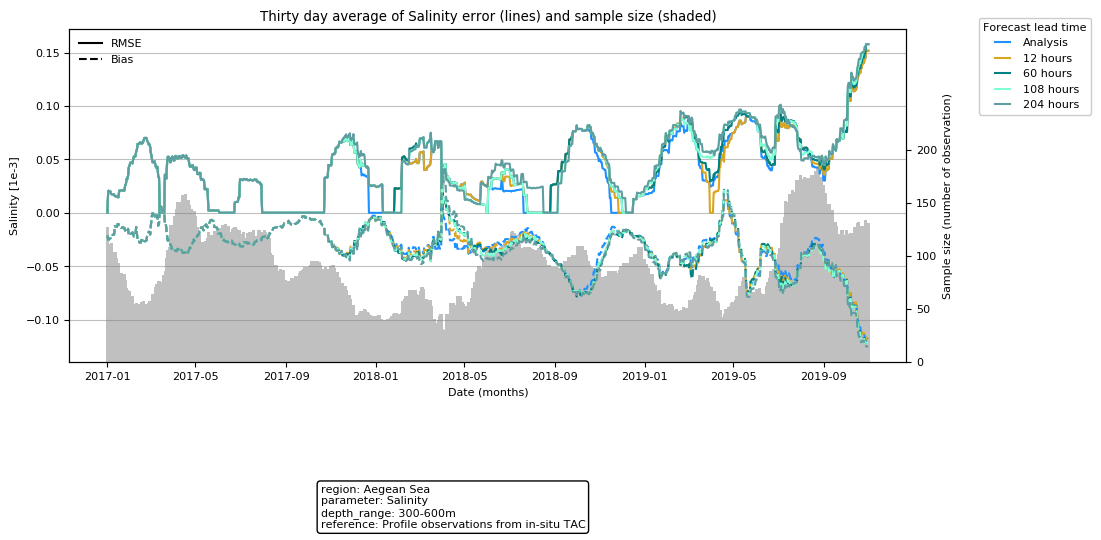 Thirty day average of Salinity error (lines) and sample size (shaded)
RMSE
Bias
Forecast lead time
Analysis
12 hours
60 hours
108 hours
204 hours
0.15
0.10
0.05
0.00
−0.05
−0.10
Salinity [1e-3]
200
150
100
50
0
Sample size (number of observation)
2017-01 2017-05 2017-09 2018-01 2018-05 2018-09 2019-01 2019-05 2019-09
Date (months)
region: Aegean Sea
parameter: Salinity
depth_range: 300-600m
reference: Profile observations from in-situ TAC